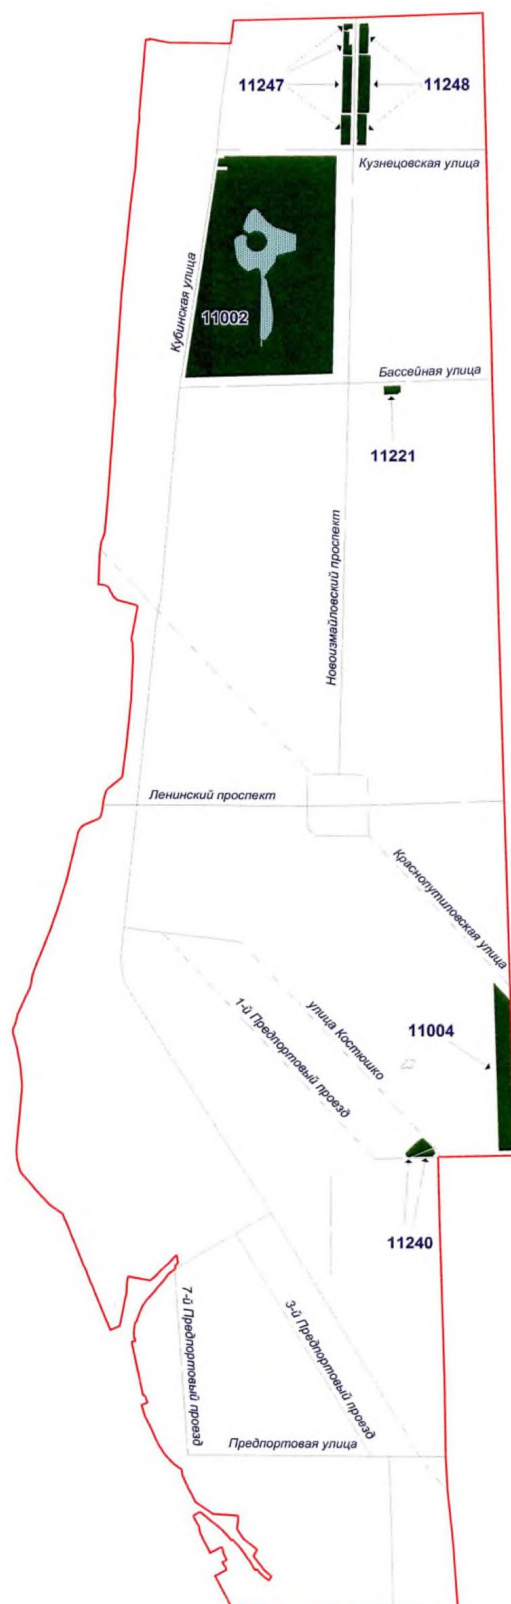 11247
11248
Кузнецовская улица
Кубинская улица
11002
Бассейная улица
11221
Новоизмайловский проспект
Ленинский проспект
Краснопутиловская улица
1-й Предпортовый проезд
улица Костюшко
11004
11240
7-й Предпортовый проезд
3-й Предпортовый проезд
Предпортовая улица